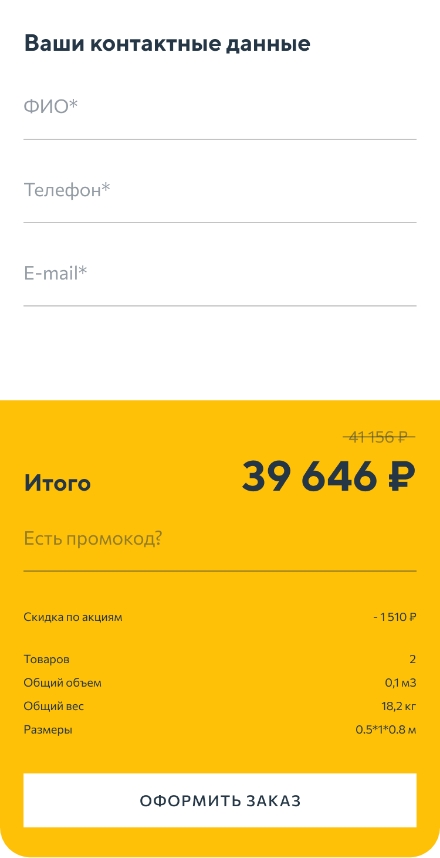 Ваши контактные данные
ФИО*
Телефон*
E-mail*
41 156 ₽
Итого 39 646 ₽
Есть промокод?
Скидка по акциям - 1 510 ₽
Товаров 2
Общий объем 0,1 м3
Общий вес 18,2 кг
Размеры 0.5*1*0.8 м
ОФОРМИТЬ ЗАКАЗ